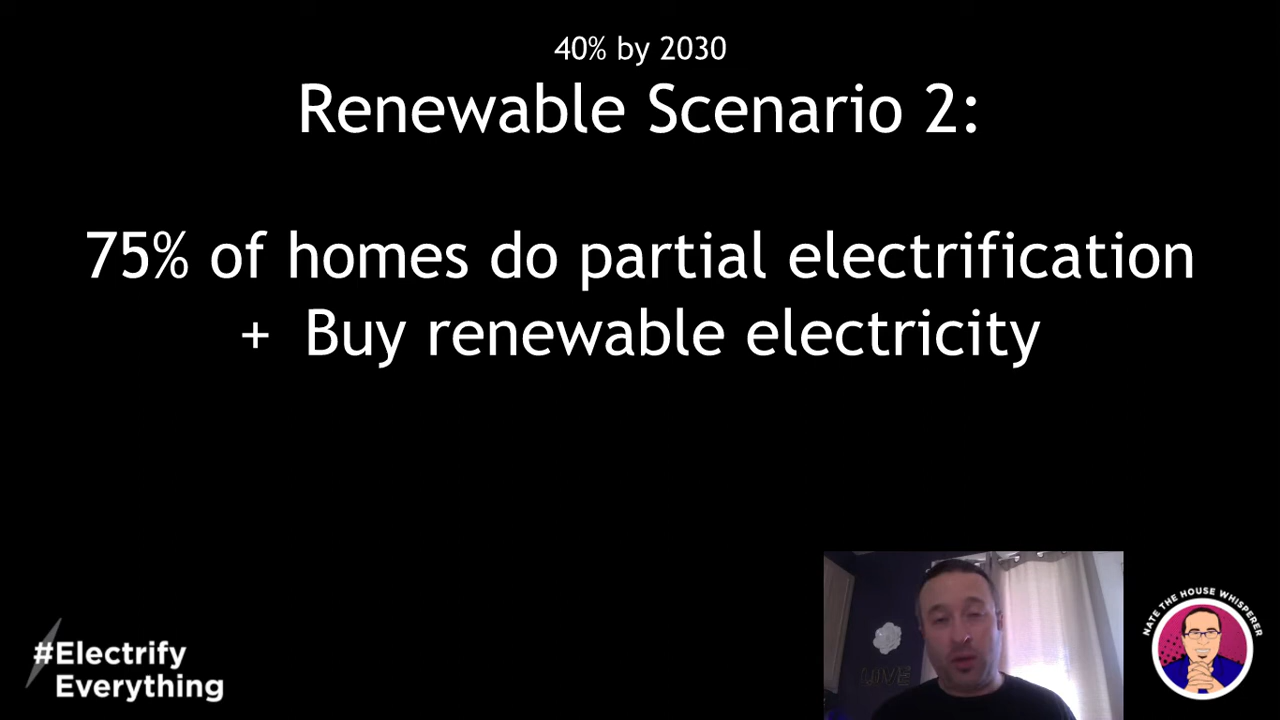 40% by 2030
Renewable Scenario 2:
75% of homes do partial electrification
+ Buy renewable electricity
#Electrify
Everything
NATE THE HOUSE WHISPERER